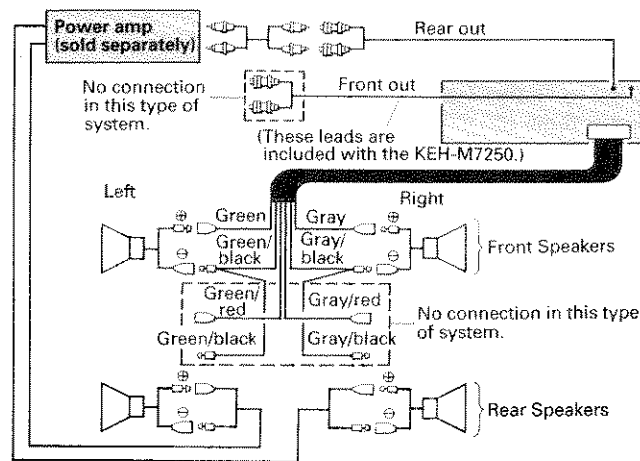 Power amp
(sold separately)
Rear out
No connection
in this type of
system.
Front out
(These leads are
included with the KEH-M7250.)
Left
Right
⊕
Green
Gray
⊕
Green/
black
Gray/
black
⊖
⊖
Front Speakers
Green/
red
Gray/red
No connection in this type
of system.
Green/black
Gray/black
⊕
⊕
⊖
⊖
Rear Speakers